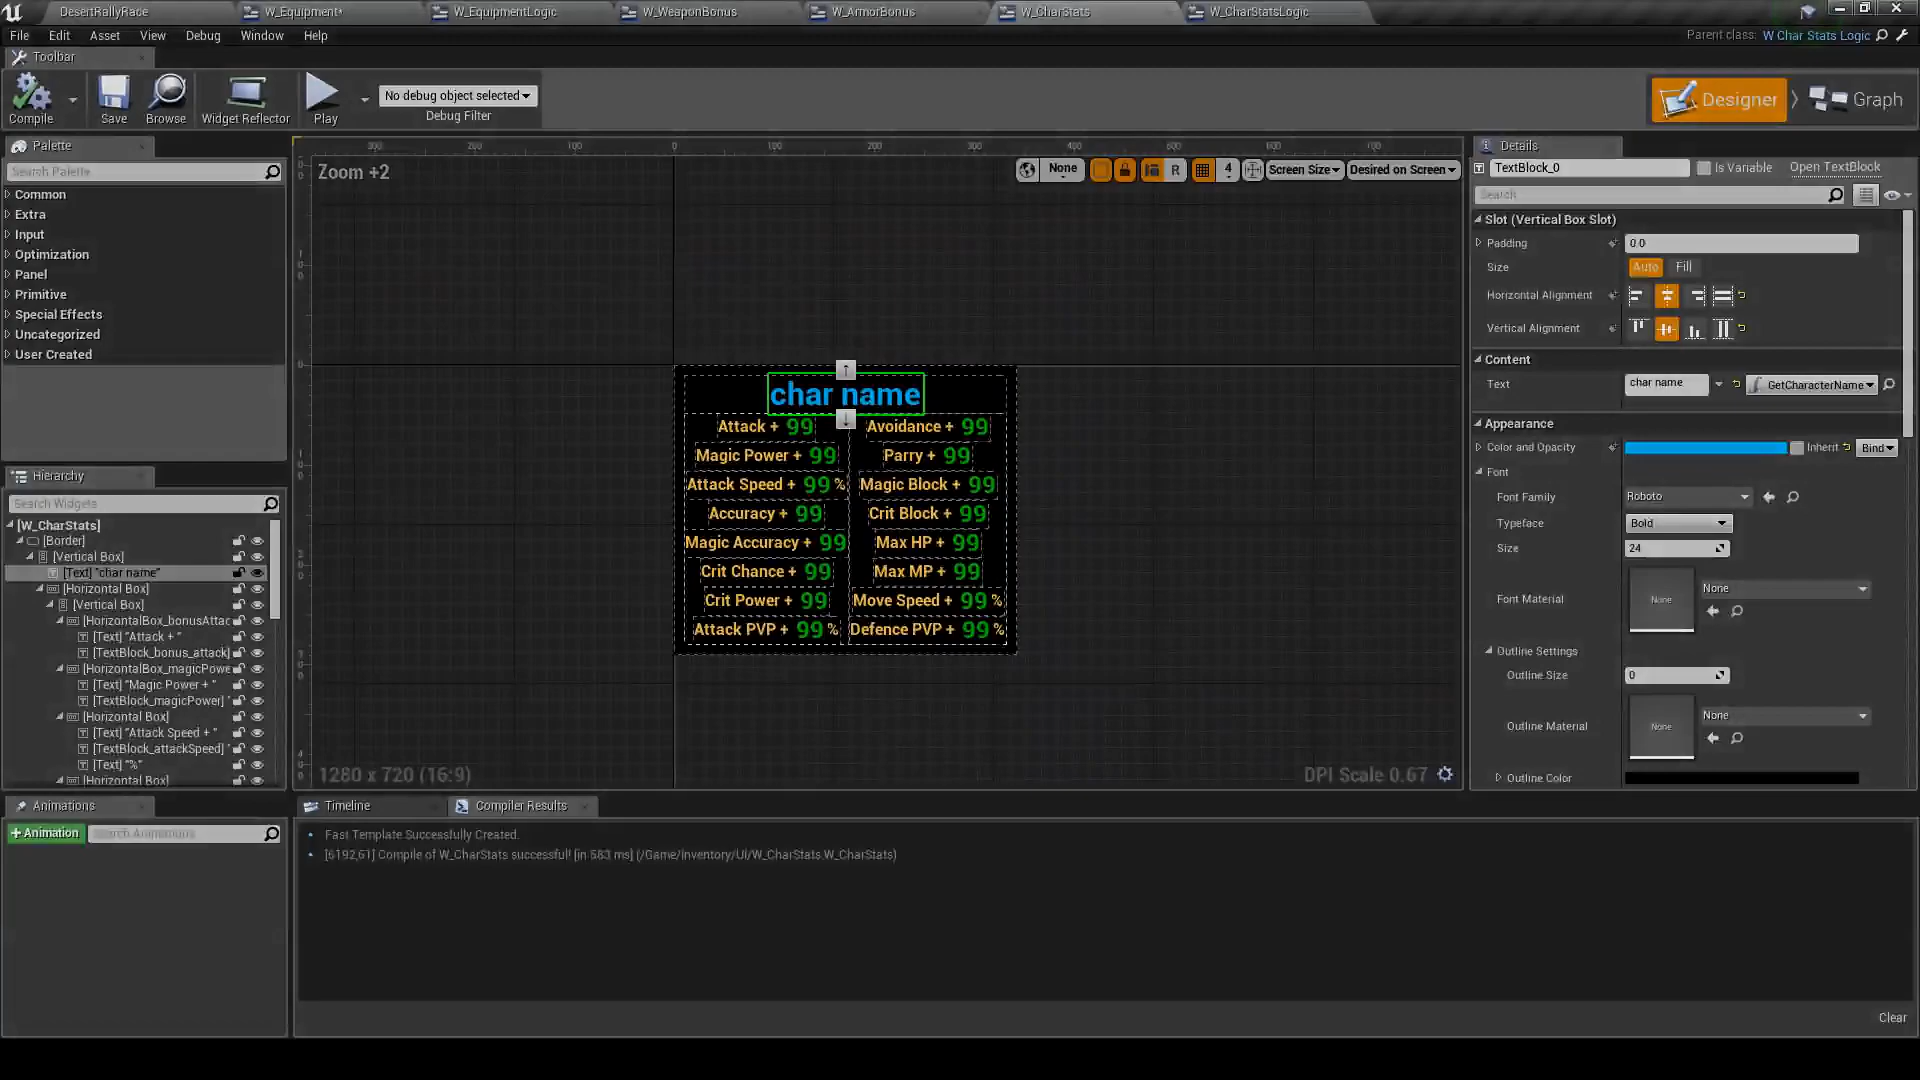 DesertRallyRace
W_Equipment*
W_EquipmentLogic
W_WeaponBonus
W_ArmorBonus
W_CharStats
W_CharStatsLogic
File Edit Asset View Debug Window Help
Parent class: W Char Stats Logic
Toolbar
Compile
Save
Browse
Widget Reflector
Play
No debug object selected
Debug Filter
Designer
Graph
Palette
Search Palette
Common
Extra
Input
Optimization
Panel
Primitive
Special Effects
Uncategorized
User Created
Hierarchy
Search Widgets
[W_CharStats]
[Border]
[Vertical Box]
[Text] "char name"
[Horizontal Box]
[Vertical Box]
[HorizontalBox_bonusAttac
[Text] "Attack + "
[TextBlock_bonus_attack]
[HorizontalBox_magicPowe
[Text] "Magic Power + "
[TextBlock_magicPower] "
[Horizontal Box]
[Text] "Attack Speed + "
[TextBlock_attackSpeed] "
[Text] "%"
[Horizontal Box]
Animations
+ Animation
Search Animations
Zoom +2
None
R
4
Screen Size
Desired on Screen
char name
Attack + 99
Avoidance + 99
Magic Power + 99
Parry + 99
Attack Speed + 99 %
Magic Block + 99
Accuracy + 99
Crit Block + 99
Magic Accuracy + 99
Max HP + 99
Crit Chance + 99
Max MP + 99
Crit Power + 99
Move Speed + 99 %
Attack PVP + 99 %
Defence PVP + 99 %
1280 x 720 (16:9)
DPI Scale 0.67
Timeline
Compiler Results
Fast Template Successfully Created.
[6192,61] Compile of W_CharStats successful! [in 583 ms] (/Game/Inventory/UI/W_CharStats.W_CharStats)
Clear
Details
TextBlock_0
Is Variable
Open TextBlock
Search
Slot (Vertical Box Slot)
Padding 0.0
Size Auto Fill
Horizontal Alignment
Vertical Alignment
Content
Text char name GetCharacterName
Appearance
Color and Opacity Inherit Bind
Font
Font Family Roboto
Typeface Bold
Size 24
Font Material None None
Outline Settings
Outline Size 0
Outline Material None None
Outline Color